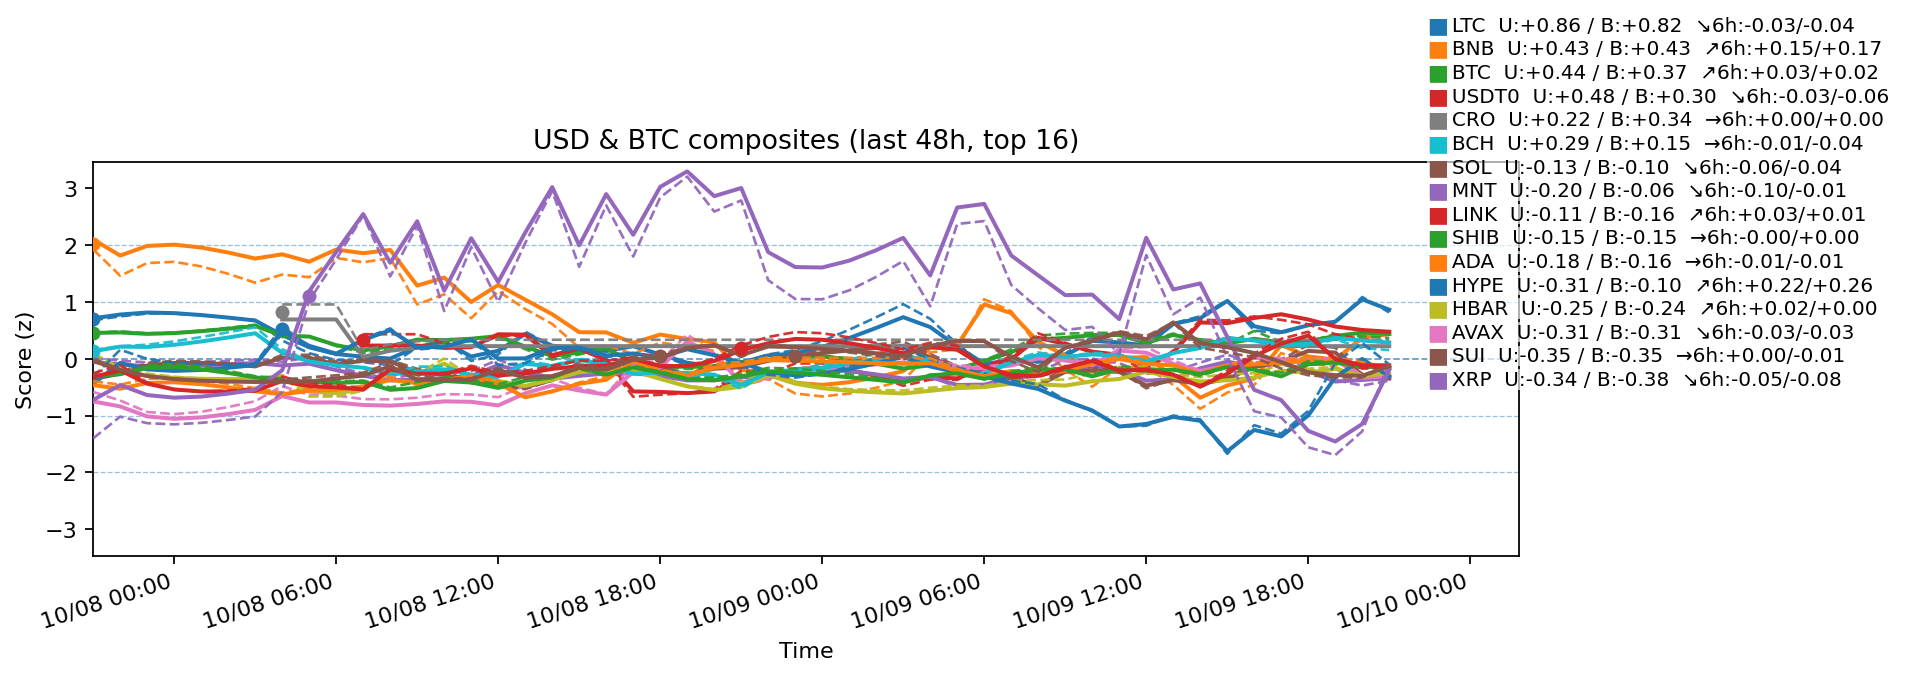 LTC U:+0.86 / B:+0.82 ↘6h:-0.03/-0.04
BNB U:+0.43 / B:+0.43 ↗6h:+0.15/+0.17
BTC U:+0.44 / B:+0.37 ↗6h:+0.03/+0.02
USDT0 U:+0.48 / B:+0.30 ↘6h:-0.03/-0.06
CRO U:+0.22 / B:+0.34 →6h:+0.00/+0.00
BCH U:+0.29 / B:+0.15 →6h:-0.01/-0.04
SOL U:-0.13 / B:-0.10 ↘6h:-0.06/-0.04
MNT U:-0.20 / B:-0.06 ↘6h:-0.10/-0.01
LINK U:-0.11 / B:-0.16 ↗6h:+0.03/+0.01
SHIB U:-0.15 / B:-0.15 →6h:-0.00/+0.00
ADA U:-0.18 / B:-0.16 →6h:-0.01/-0.01
HYPE U:-0.31 / B:-0.10 ↗6h:+0.22/+0.26
HBAR U:-0.25 / B:-0.24 ↗6h:+0.02/+0.00
AVAX U:-0.31 / B:-0.31 ↘6h:-0.03/-0.03
SUI U:-0.35 / B:-0.35 →6h:+0.00/-0.01
XRP U:-0.34 / B:-0.38 ↘6h:-0.05/-0.08
USD & BTC composites (last 48h, top 16)
Score (z)
3
2
1
0
−1
−2
−3
10/08 00:00
10/08 06:00
10/08 12:00
10/08 18:00
10/09 00:00
10/09 06:00
10/09 12:00
10/09 18:00
10/10 00:00
Time